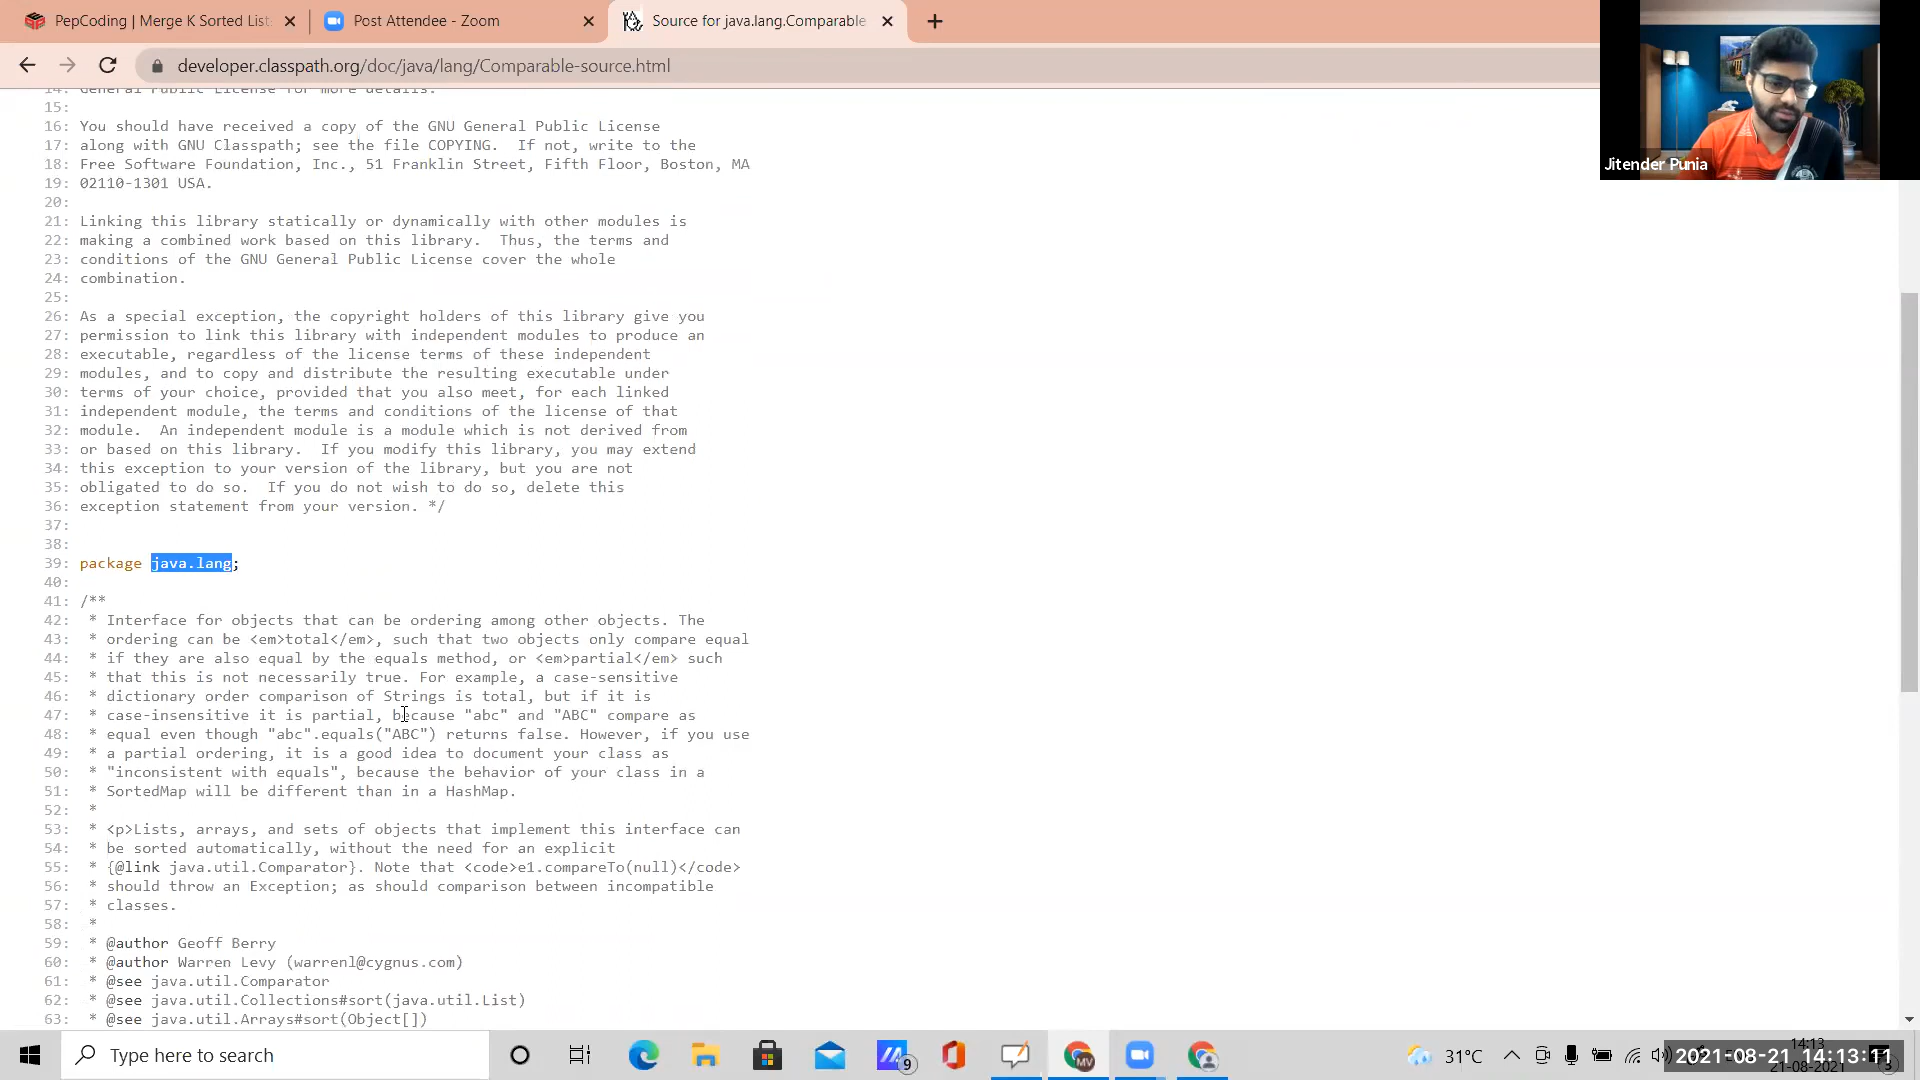 PepCoding | Merge K Sorted List
Post Attendee - Zoom
Source for java.lang.Comparable
developer.classpath.org/doc/java/lang/Comparable-source.html
14: General Public License for more details.
15:
16: You should have received a copy of the GNU General Public License
17: along with GNU Classpath; see the file COPYING.  If not, write to the
18: Free Software Foundation, Inc., 51 Franklin Street, Fifth Floor, Boston, MA
19: 02110-1301 USA.
20:
21: Linking this library statically or dynamically with other modules is
22: making a combined work based on this library.  Thus, the terms and
23: conditions of the GNU General Public License cover the whole
24: combination.
25:
26: As a special exception, the copyright holders of this library give you
27: permission to link this library with independent modules to produce an
28: executable, regardless of the license terms of these independent
29: modules, and to copy and distribute the resulting executable under
30: terms of your choice, provided that you also meet, for each linked
31: independent module, the terms and conditions of the license of that
32: module.  An independent module is a module which is not derived from
33: or based on this library.  If you modify this library, you may extend
34: this exception to your version of the library, but you are not
35: obligated to do so.  If you do not wish to do so, delete this
36: exception statement from your version. */
37:
38:
39: package java.lang;
40:
41: /**
42:  * Interface for objects that can be ordering among other objects. The
43:  * ordering can be <em>total</em>, such that two objects only compare equal
44:  * if they are also equal by the equals method, or <em>partial</em> such
45:  * that this is not necessarily true. For example, a case-sensitive
46:  * dictionary order comparison of Strings is total, but if it is
47:  * case-insensitive it is partial, because "abc" and "ABC" compare as
48:  * equal even though "abc".equals("ABC") returns false. However, if you use
49:  * a partial ordering, it is a good idea to document your class as
50:  * "inconsistent with equals", because the behavior of your class in a
51:  * SortedMap will be different than in a HashMap.
52:  *
53:  * <p>Lists, arrays, and sets of objects that implement this interface can
54:  * be sorted automatically, without the need for an explicit
55:  * {@link java.util.Comparator}. Note that <code>e1.compareTo(null)</code>
56:  * should throw an Exception; as should comparison between incompatible
57:  * classes.
58:  *
59:  * @author Geoff Berry
60:  * @author Warren Levy (warrenl@cygnus.com)
61:  * @see java.util.Comparator
62:  * @see java.util.Collections#sort(java.util.List)
63:  * @see java.util.Arrays#sort(Object[])
Jitender Punia
Type here to search
9
MV
31°C
14:13
2021-08-21 14:13:11
21-08-2021